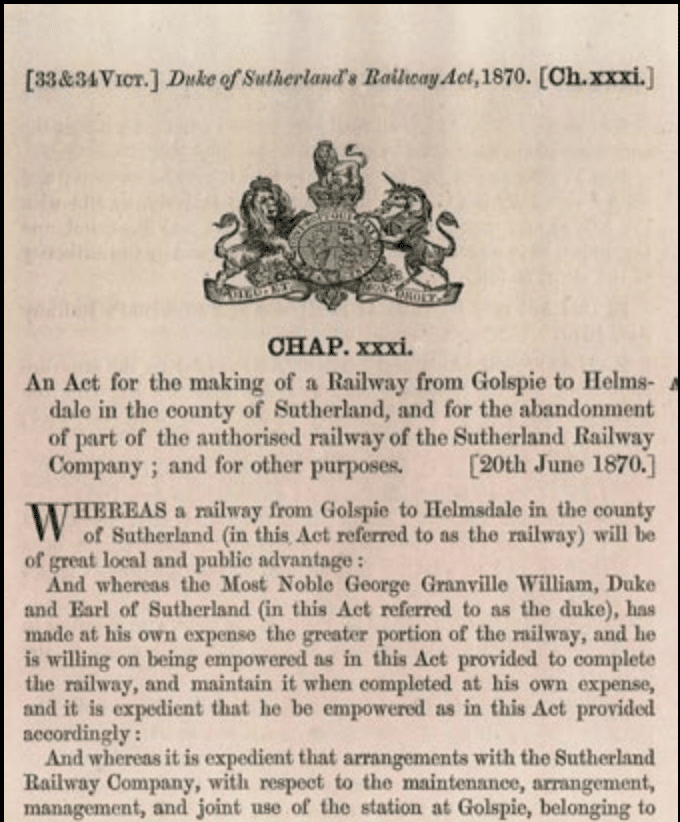 [33&34 VICT.] Duke of Sutherland's Railway Act, 1870. [Ch. xxxi.]
DIEU. ET MON. DROIT.
CHAP. xxxi.
An Act for the making of a Railway from Golspie to Helms-
dale in the county of Sutherland, and for the abandonment
of part of the authorised railway of the Sutherland Railway
Company ; and for other purposes. [20th June 1870.]
WHEREAS a railway from Golspie to Helmsdale in the county
of Sutherland (in this Act referred to as the railway) will be
of great local and public advantage :
And whereas the Most Noble George Granville William, Duke
and Earl of Sutherland (in this Act referred to as the duke), has
made at his own expense the greater portion of the railway, and he
is willing on being empowered as in this Act provided to complete
the railway, and maintain it when completed at his own expense,
and it is expedient that he be empowered as in this Act provided
accordingly :
And whereas it is expedient that arrangements with the Sutherland
Railway Company, with respect to the maintenance, arrangement,
management, and joint use of the station at Golspie, belonging to